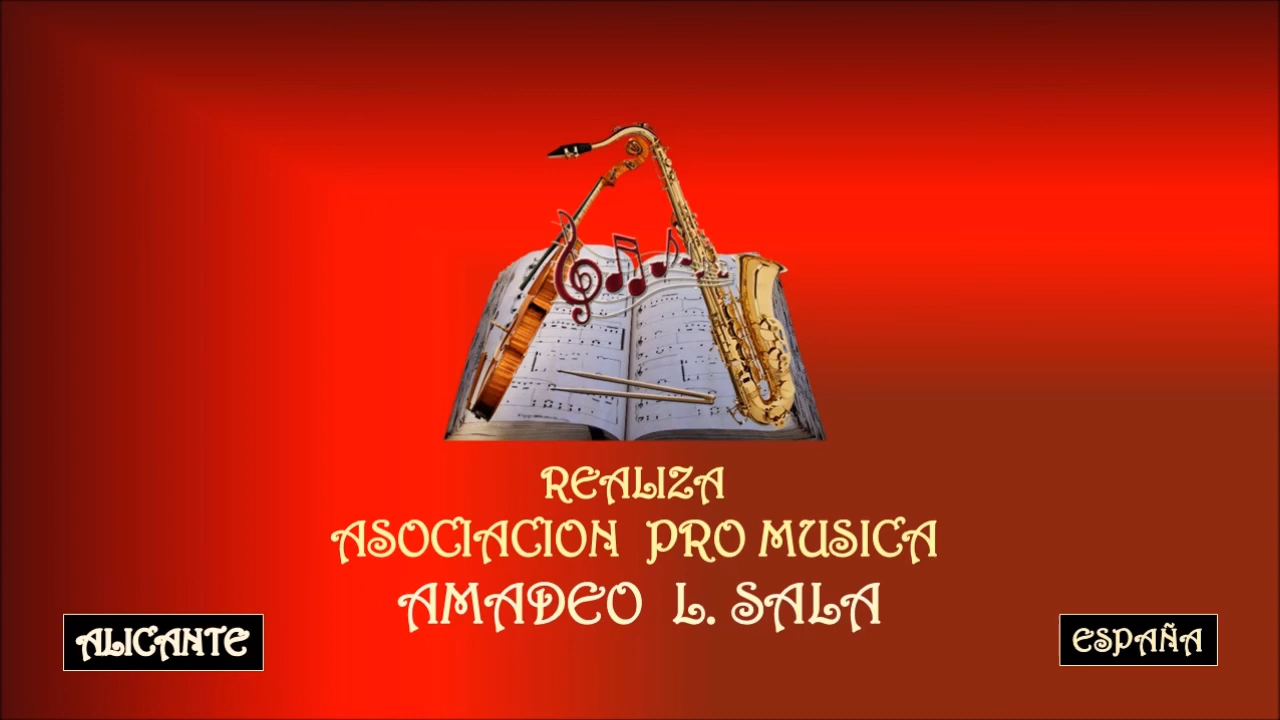 REALIZA
ASOCIACION PRO MUSICA
AMADEO L. SALA
ALICANTE
ESPAÑA